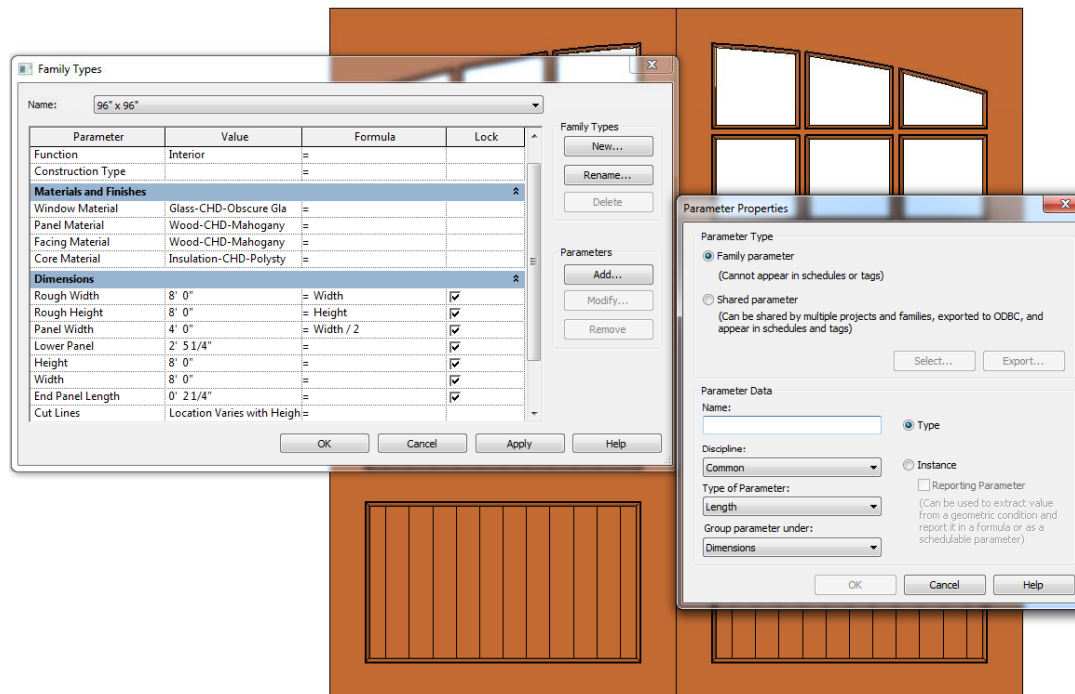 Family Types
Name:
96" x 96"
Parameter Value Formula Lock
Function Interior =
Construction Type =
Materials and Finishes
Window Material Glass-CHD-Obscure Gla =
Panel Material Wood-CHD-Mahogany =
Facing Material Wood-CHD-Mahogany =
Core Material Insulation-CHD-Polysty =
Dimensions
Rough Width 8' 0" = Width
Rough Height 8' 0" = Height
Panel Width 4' 0" = Width / 2
Lower Panel 2' 5 1/4" =
Height 8' 0" =
Width 8' 0" =
End Panel Length 0' 2 1/4" =
Cut Lines Location Varies with Heigh =
Family Types
New...
Rename...
Delete
Parameters
Add...
Modify...
Remove
OK Cancel Apply Help
Parameter Properties
Parameter Type
Family parameter
(Cannot appear in schedules or tags)
Shared parameter
(Can be shared by multiple projects and families, exported to ODBC, and
appear in schedules and tags)
Select... Export...
Parameter Data
Name:
Type
Discipline:
Common
Instance
Reporting Parameter
(Can be used to extract value
from a geometric condition and
report it in a formula or as a
schedulable parameter)
Type of Parameter:
Length
Group parameter under:
Dimensions
OK Cancel Help